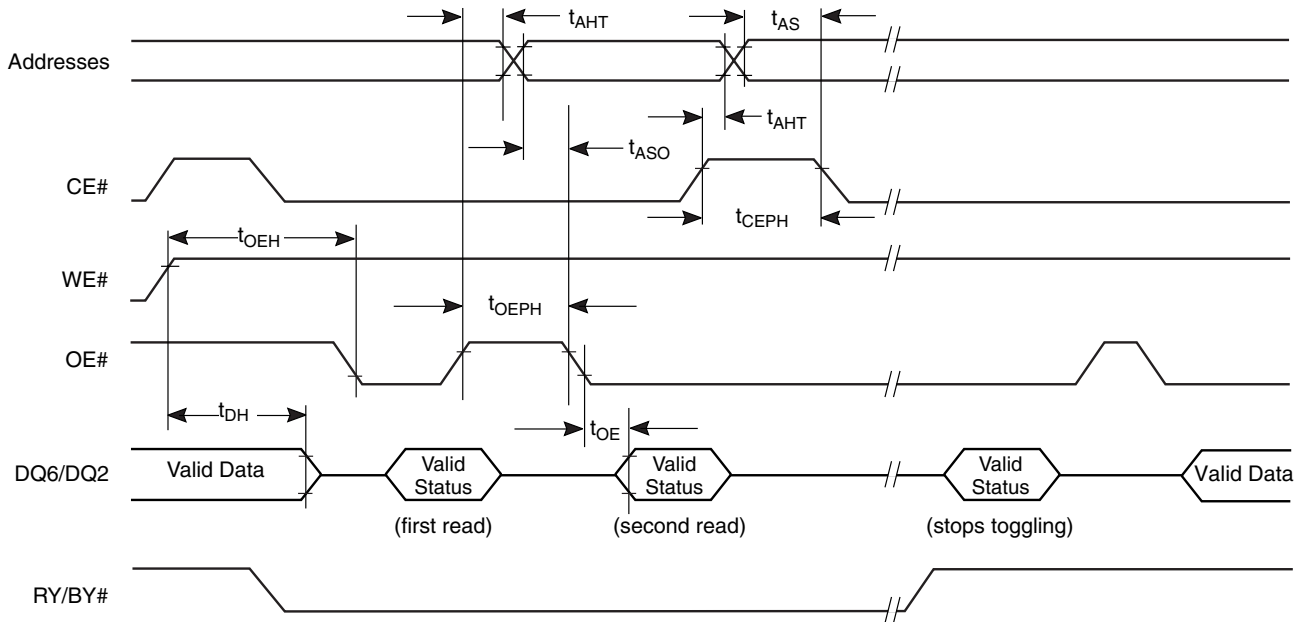 tAHT
tAS
Addresses
tAHT
tASO
CE#
tCEPH
tOEH
WE#
tOEPH
OE#
tDH
tOE
DQ6/DQ2
Valid Data
Valid
Status
Valid
Status
Valid
Status
Valid Data
(first read)
(second read)
(stops toggling)
RY/BY#